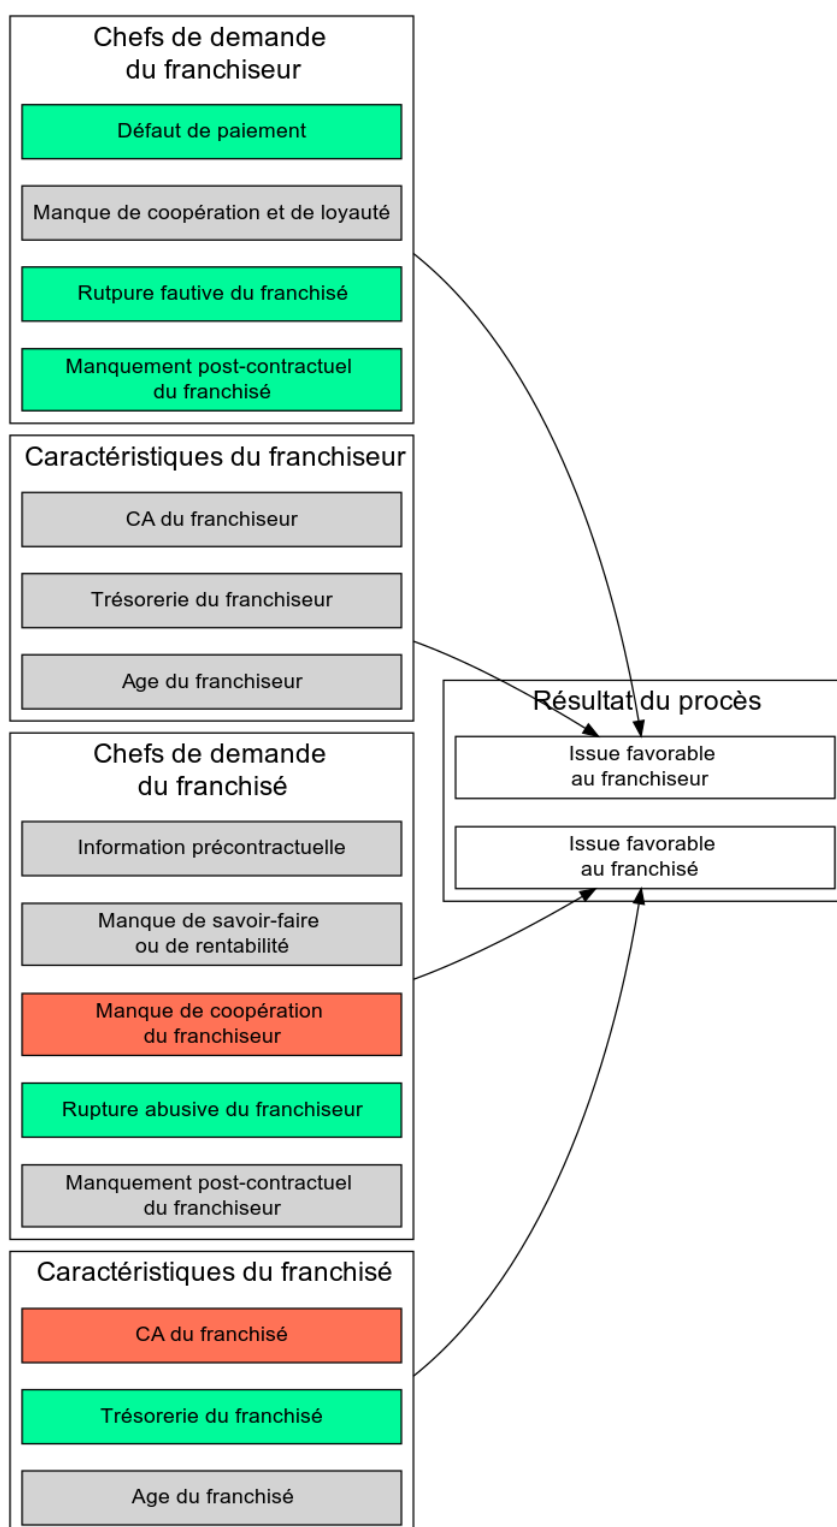 Chefs de demande
du franchiseur
Défaut de paiement
Manque de coopération et de loyauté
Rutpure fautive du franchisé
Manquement post-contractuel
du franchisé
Caractéristiques du franchiseur
CA du franchiseur
Trésorerie du franchiseur
Age du franchiseur
Résultat du procès
Issue favorable
au franchiseur
Issue favorable
au franchisé
Chefs de demande
du franchisé
Information précontractuelle
Manque de savoir-faire
ou de rentabilité
Manque de coopération
du franchiseur
Rupture abusive du franchiseur
Manquement post-contractuel
du franchiseur
Caractéristiques du franchisé
CA du franchisé
Trésorerie du franchisé
Age du franchisé